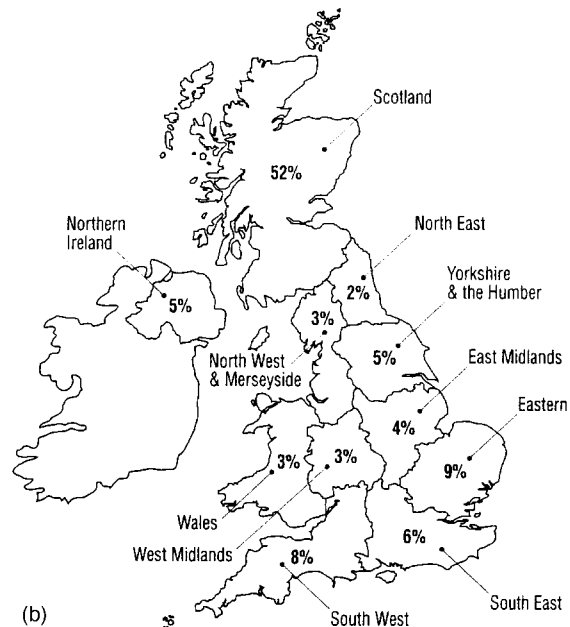 Scotland
52%
Northern
Ireland
5%
North East
2%
Yorkshire
& the Humber
3%
North West
& Merseyside
5%
East Midlands
4%
Eastern
9%
3%
3%
Wales
West Midlands
6%
8%
South East
South West
(b)